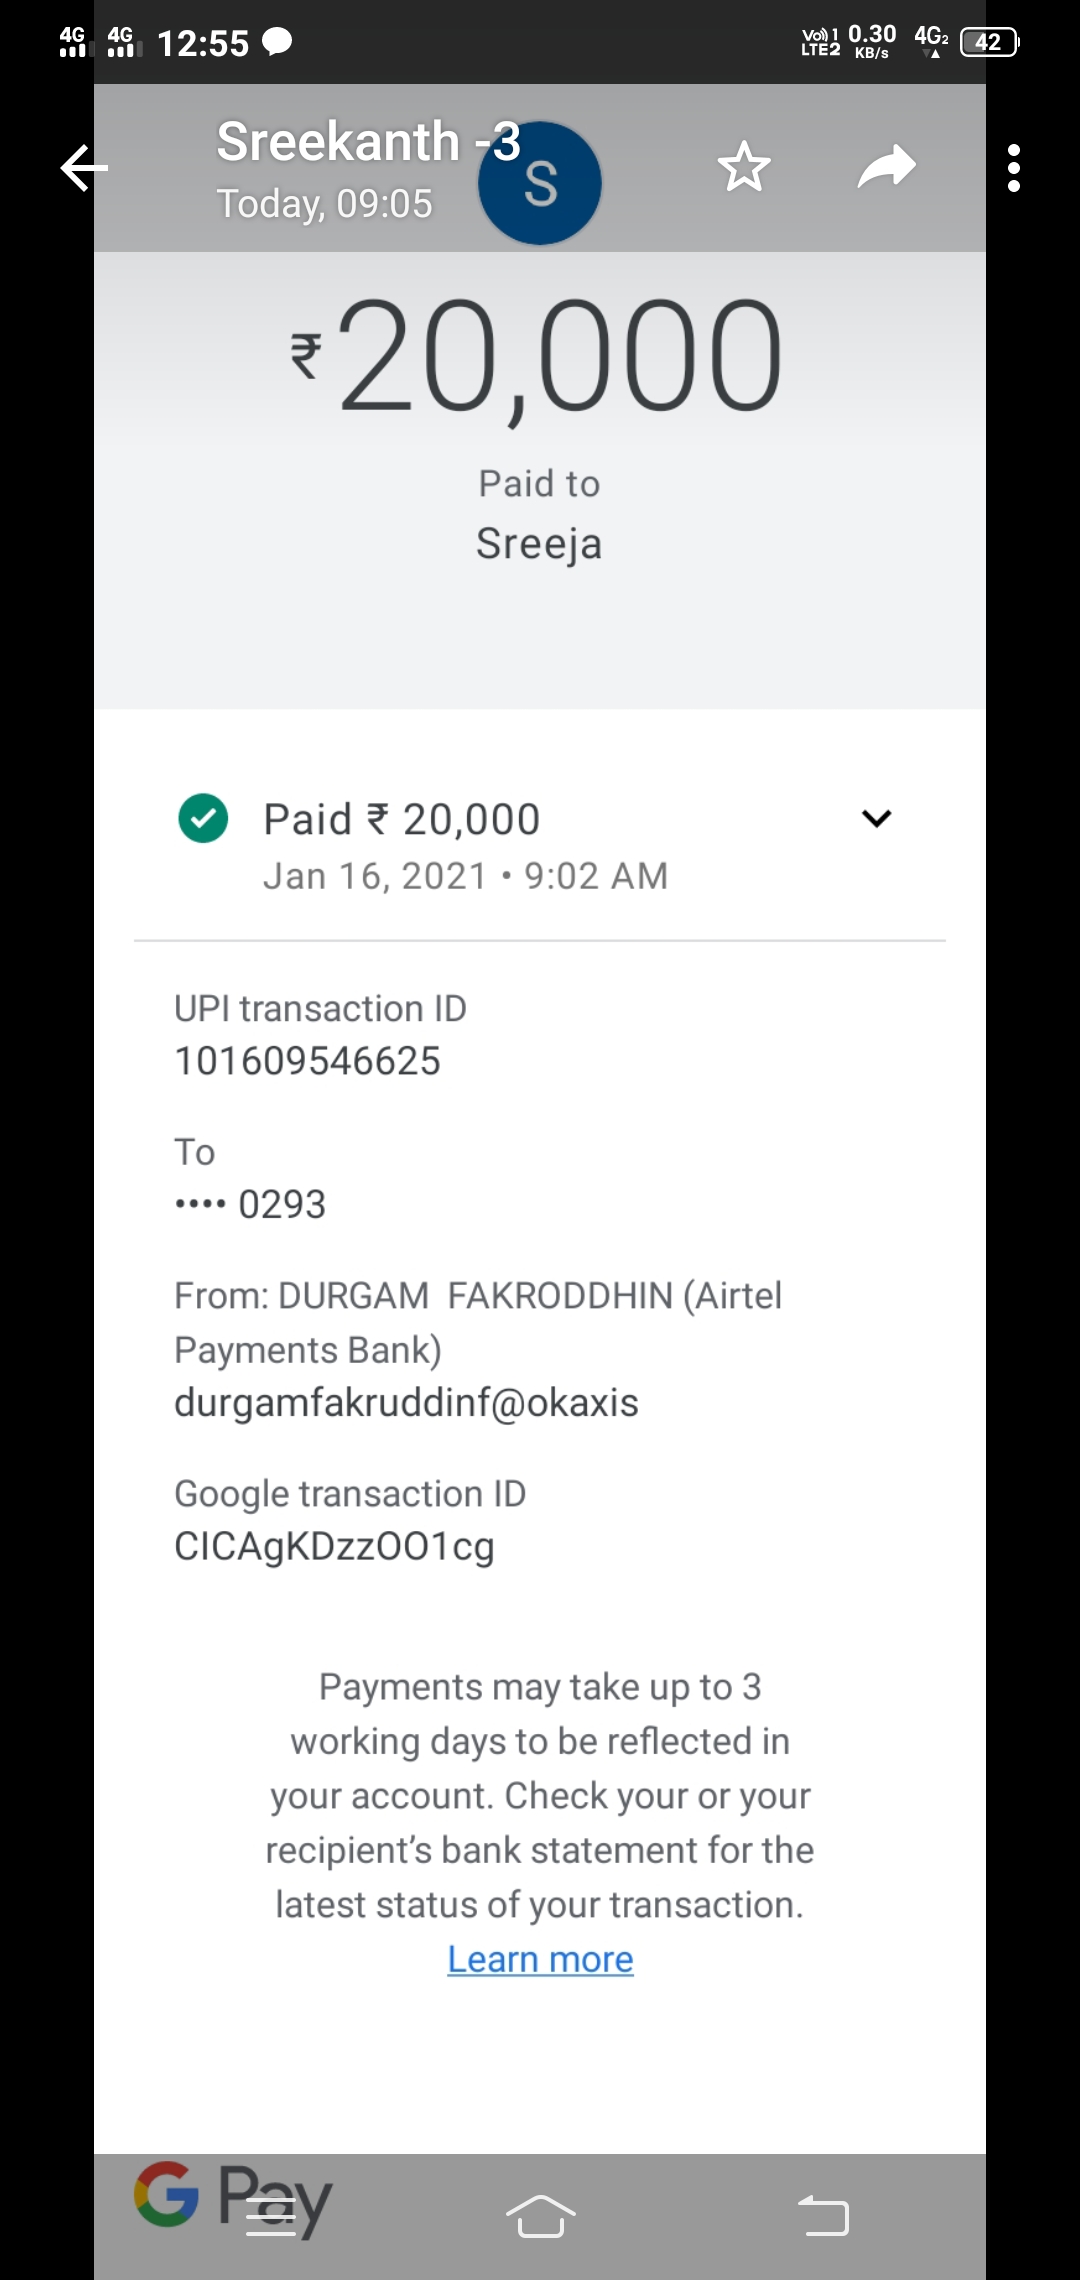 4G 4G 12:55 Vo) 1 LTE2 0.30 KB/s 4G2 42
Sreekanth -3
Today, 09:05
S
₹20,000
Paid to
Sreeja
Paid ₹ 20,000
Jan 16, 2021 • 9:02 AM
UPI transaction ID
101609546625
To
•••• 0293
From: DURGAM FAKRODDHIN (Airtel
Payments Bank)
durgamfakruddinf@okaxis
Google transaction ID
CICAgKDzzOO1cg
Payments may take up to 3
working days to be reflected in
your account. Check your or your
recipient's bank statement for the
latest status of your transaction.
Learn more
G Pay